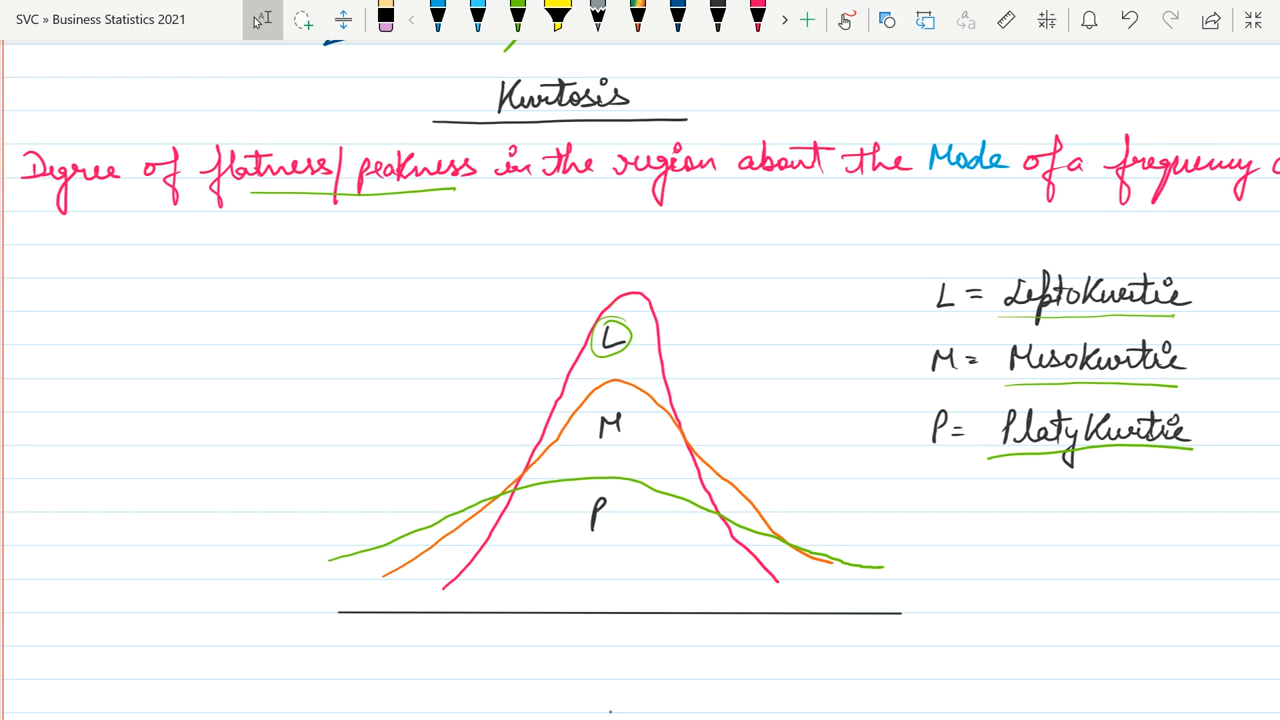 SVC » Business Statistics 2021
Kurtosis
Degree of flatness/peakness in the region about the Mode of a frequency
L = Leptokurtic
M = Mesokurtic
P = Platykurtic
L
M
P